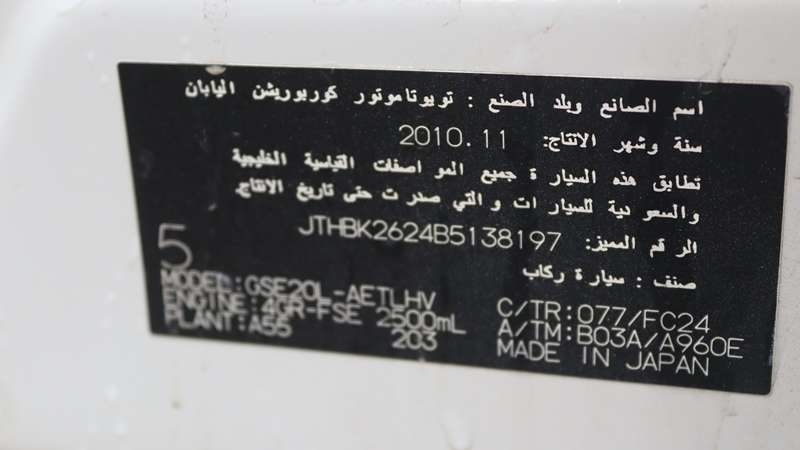 اسم الصانع وبلد الصنع : تويوتا موتور كوربوريشن اليابان
سنة وشهر الانتاج: 2010.11
تطابق هذه السيارة جميع المواصفات القياسية الخليجية
والسعودية للسيارات والتي صدرت حتى تاريخ الانتاج.
الرقم المميز: JTHBK2624B5138197
صنف : سيارة ركاب
5
MODEL: GSE20L-AETLHV
ENGINE: 4GR-FSE 2500mL
PLANT: A55 203
C/TR: 077/FC24
A/TM: B03A/A960E
MADE IN JAPAN